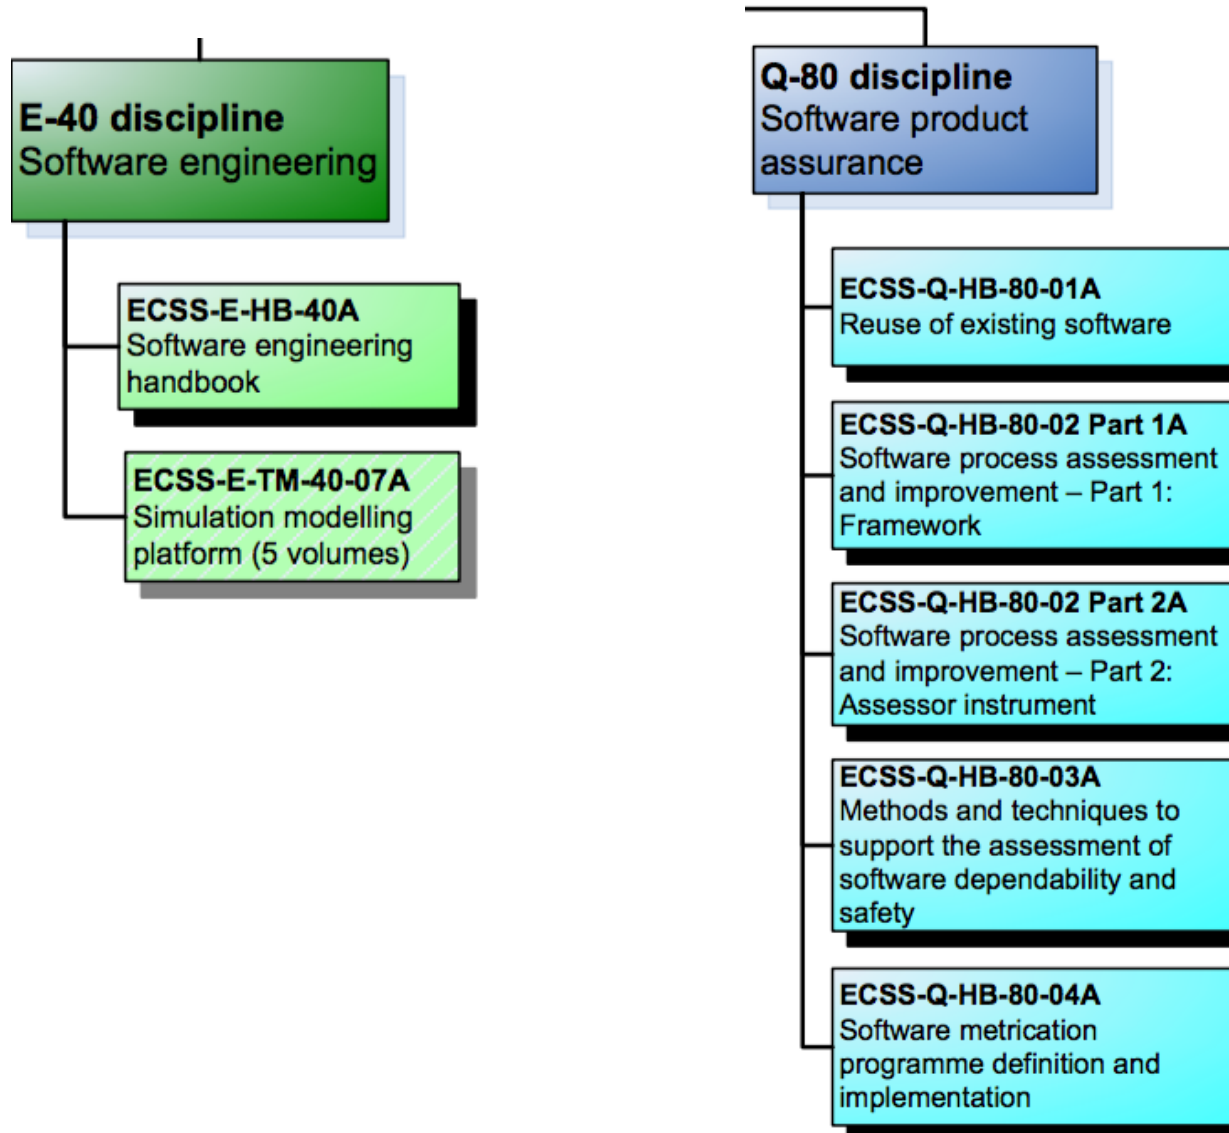 E-40 discipline
Software engineering
ECSS-E-HB-40A
Software engineering
handbook
ECSS-E-TM-40-07A
Simulation modelling
platform (5 volumes)
Q-80 discipline
Software product
assurance
ECSS-Q-HB-80-01A
Reuse of existing software
ECSS-Q-HB-80-02 Part 1A
Software process assessment
and improvement – Part 1:
Framework
ECSS-Q-HB-80-02 Part 2A
Software process assessment
and improvement – Part 2:
Assessor instrument
ECSS-Q-HB-80-03A
Methods and techniques to
support the assessment of
software dependability and
safety
ECSS-Q-HB-80-04A
Software metrication
programme definition and
implementation